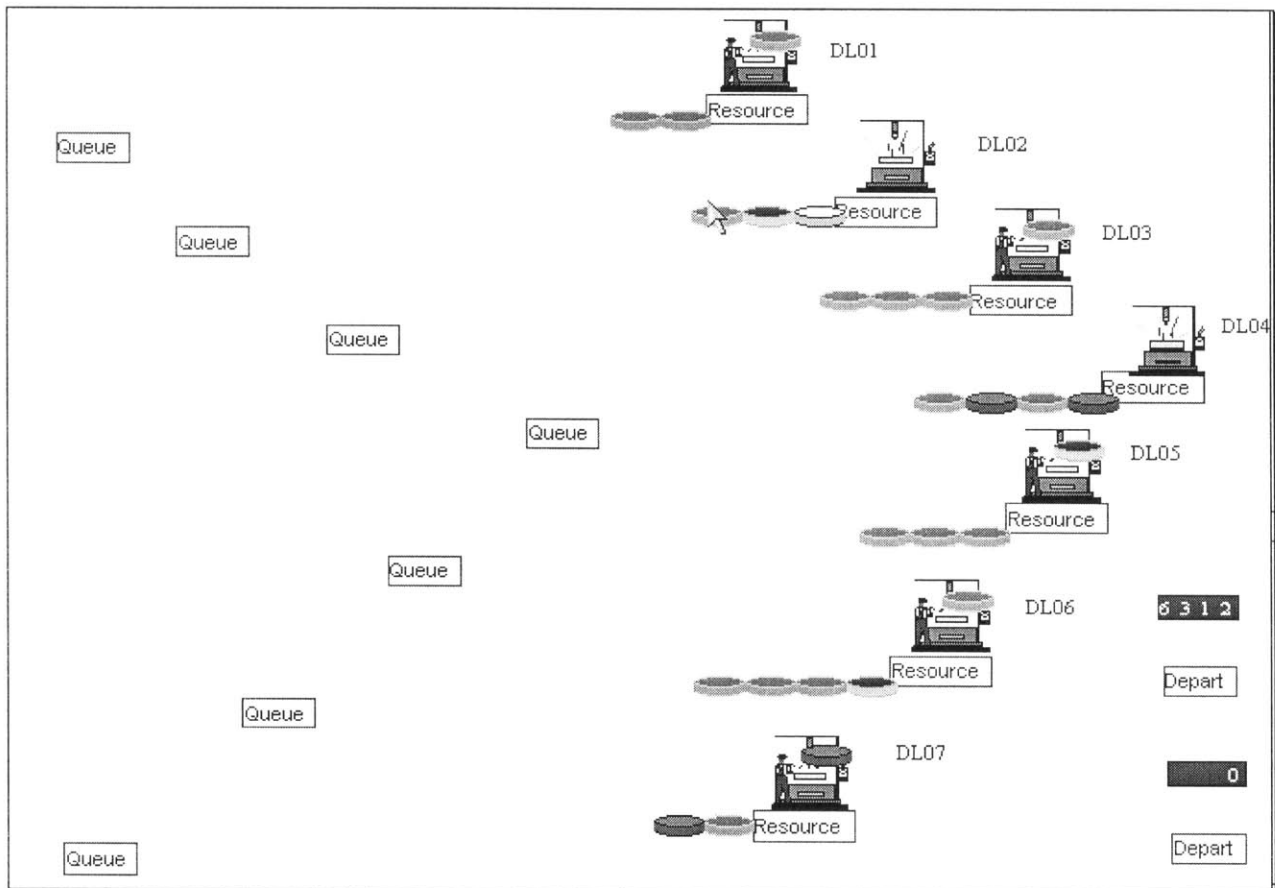 DL01
Resource
Queue
DL02
Resource
Queue
DL03
Resource
Queue
DL04
Resource
Queue
DL05
Resource
Queue
DL06
6312
Resource
Depart
Queue
DL07
0
Resource
Depart
Queue